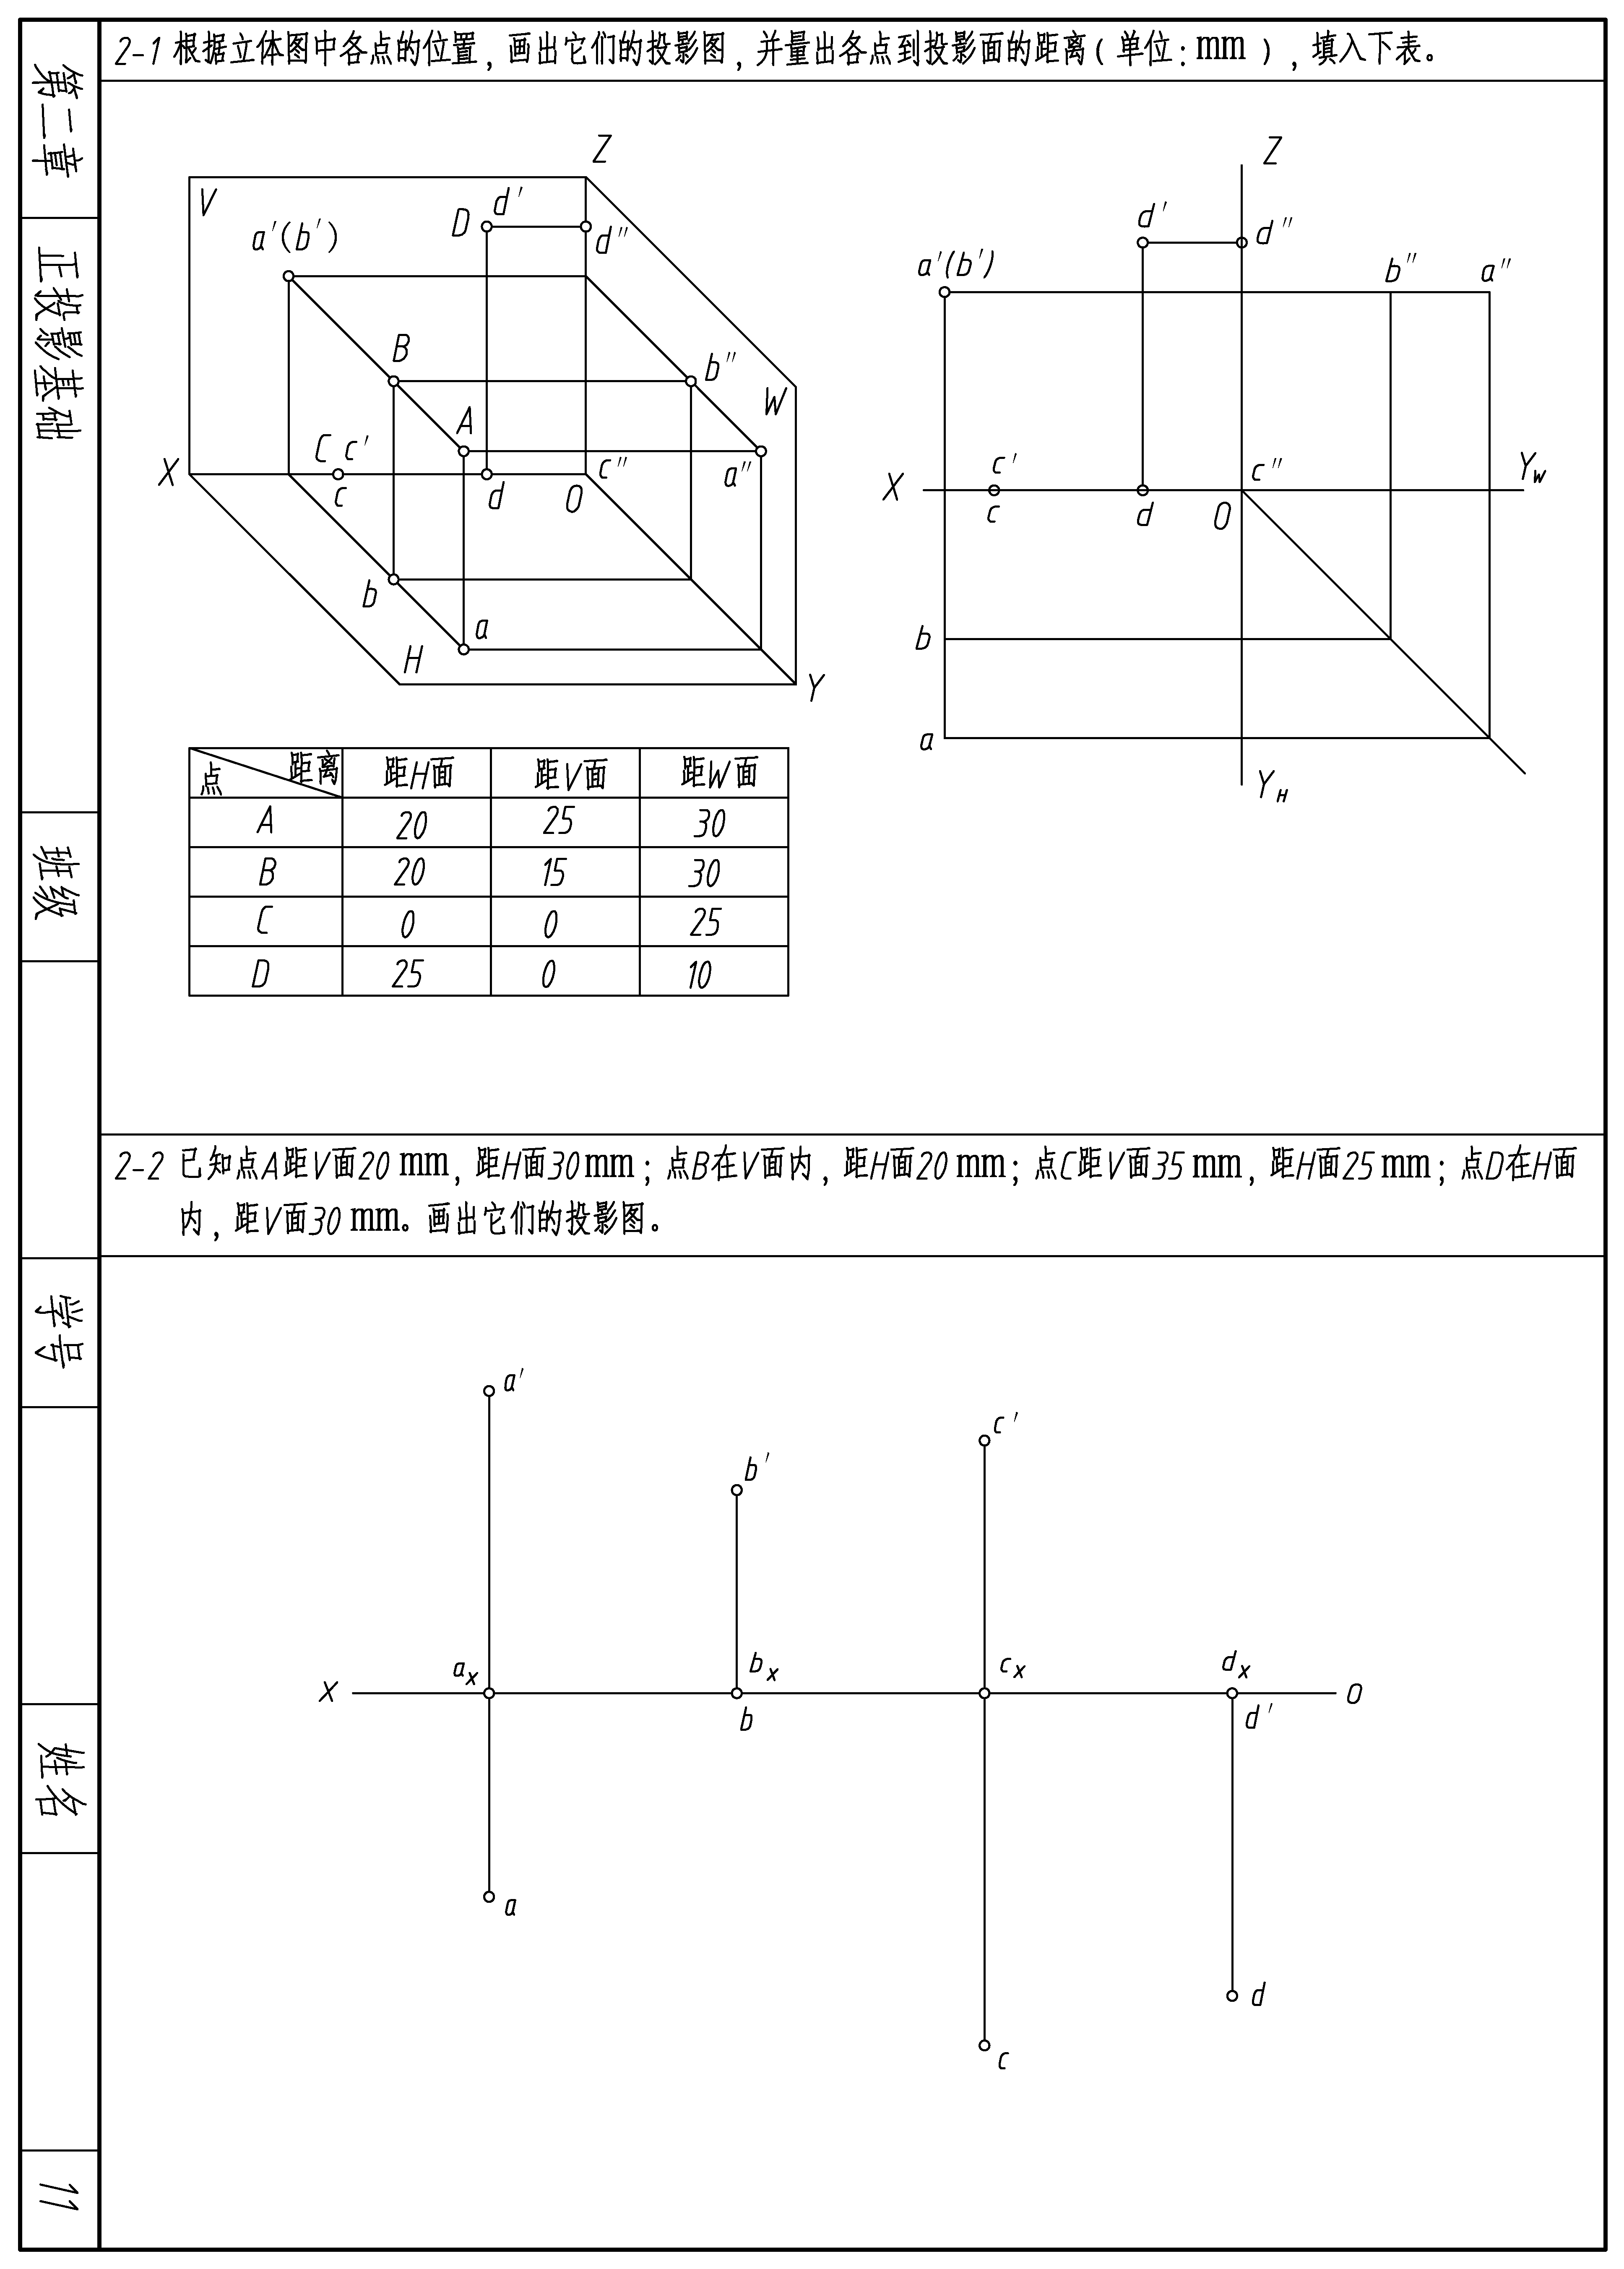 第二章
正投影基础
班级
学号
姓名
11
2-1 根据立体图中各点的位置，画出它们的投影图，并量出各点到投影面的距离（单位：mm），填入下表。
Z
V
D d' d''
a'(b')
B
b''
W
A
C c' c'' a''
X c d O
b
a
H
Y
Z
d' d''
a'(b') b'' a''
c' c'' Yw
X c d O
b
a
YH
点 距离 距H面 距V面 距W面
A 20 25 30
B 20 15 30
C 0 0 25
D 25 0 10
2-2 已知点A距V面20 mm，距H面30 mm；点B在V面内，距H面20 mm；点C距V面35 mm，距H面25 mm；点D在H面
内，距V面30 mm。画出它们的投影图。
a'
c'
b'
ax bx cx dx
X O
b d'
a
d
c